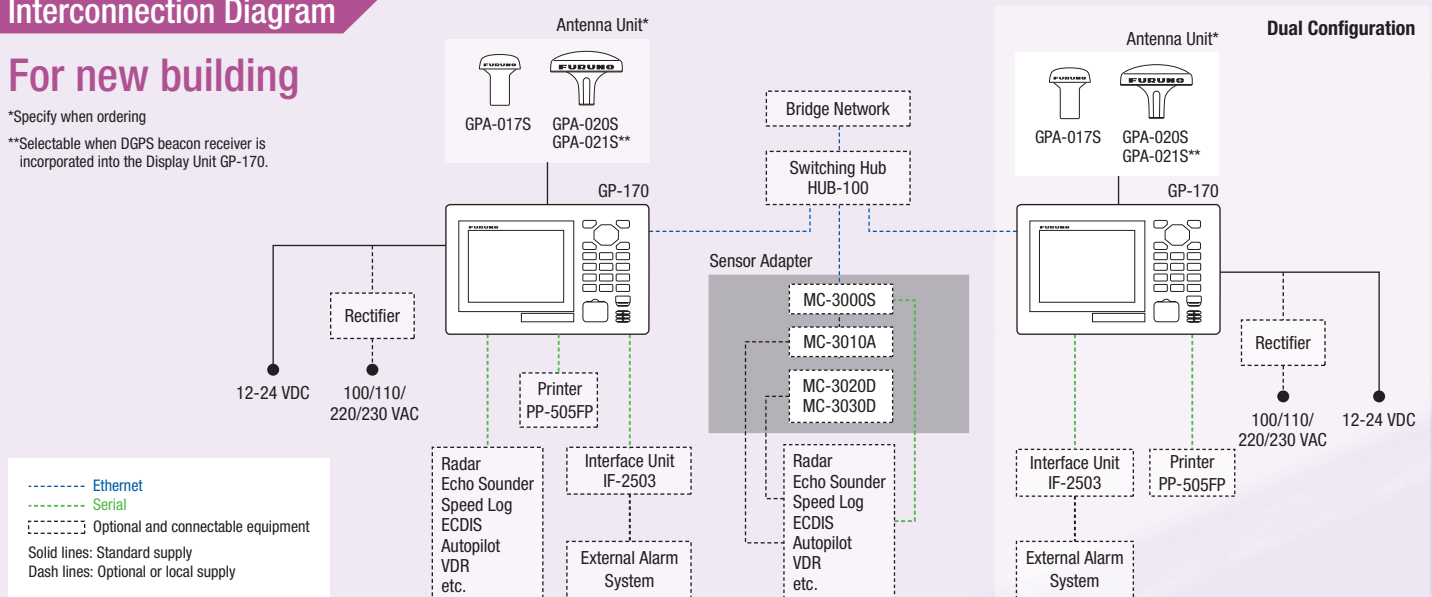 Interconnection Diagram
For new building
*Specify when ordering
**Selectable when DGPS beacon receiver is
incorporated into the Display Unit GP-170.
Antenna Unit*
FURUNO
FURUNO
GPA-017S
GPA-020S
GPA-021S**
GP-170
FURUNO
12-24 VDC
Rectifier
100/110/
220/230 VAC
Printer
PP-505FP
Radar
Echo Sounder
Speed Log
ECDIS
Autopilot
VDR
etc.
Interface Unit
IF-2503
External Alarm
System
Bridge Network
Switching Hub
HUB-100
Sensor Adapter
MC-3000S
MC-3010A
MC-3020D
MC-3030D
Radar
Echo Sounder
Speed Log
ECDIS
Autopilot
VDR
etc.
Dual Configuration
Antenna Unit*
FURUNO
FURUNO
GPA-017S
GPA-020S
GPA-021S**
GP-170
FURUNO
Rectifier
100/110/
220/230 VAC
12-24 VDC
Interface Unit
IF-2503
Printer
PP-505FP
External Alarm
System
Ethernet
Serial
Optional and connectable equipment
Solid lines: Standard supply
Dash lines: Optional or local supply